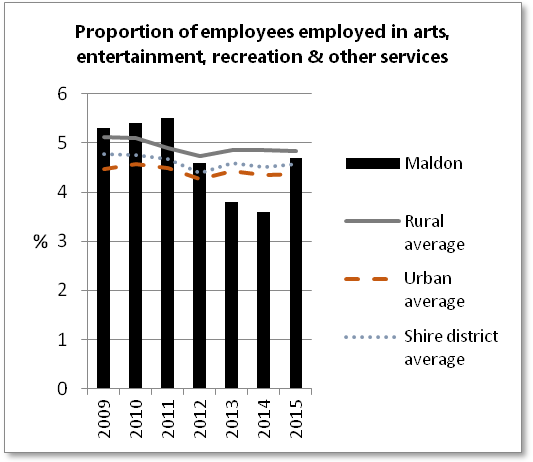 Proportion of employees employed in arts,
entertainment, recreation & other services
6
5
4
3
2
1
0
%
2009
2010
2011
2012
2013
2014
2015
Maldon
Rural
average
Urban
average
Shire district
average